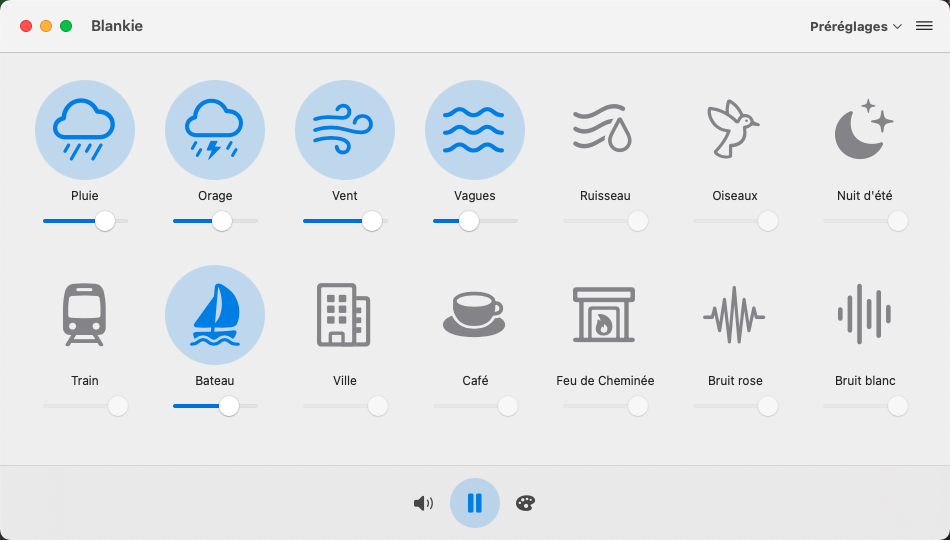 Blankie
Préréglages
Pluie
Orage
Vent
Vagues
Ruisseau
Oiseaux
Nuit d'été
Train
Bateau
Ville
Café
Feu de Cheminée
Bruit rose
Bruit blanc